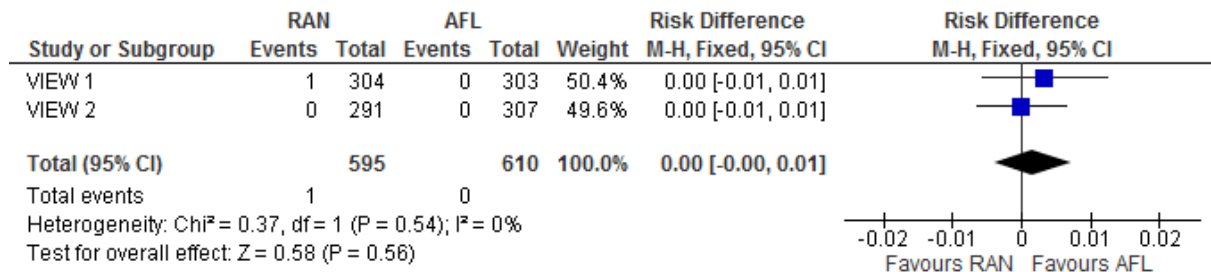 RAN AFL Risk Difference Risk Difference
Study or Subgroup Events Total Events Total Weight M-H, Fixed, 95% CI M-H, Fixed, 95% CI
VIEW 1 1 304 0 303 50.4% 0.00 [-0.01, 0.01]
VIEW 2 0 291 0 307 49.6% 0.00 [-0.01, 0.01]
Total (95% CI) 595 610 100.0% 0.00 [-0.00, 0.01]
Total events 1 0
Heterogeneity: Chi² = 0.37, df = 1 (P = 0.54); I² = 0%
Test for overall effect: Z = 0.58 (P = 0.56)
-0.02 -0.01 0 0.01 0.02
Favours RAN Favours AFL